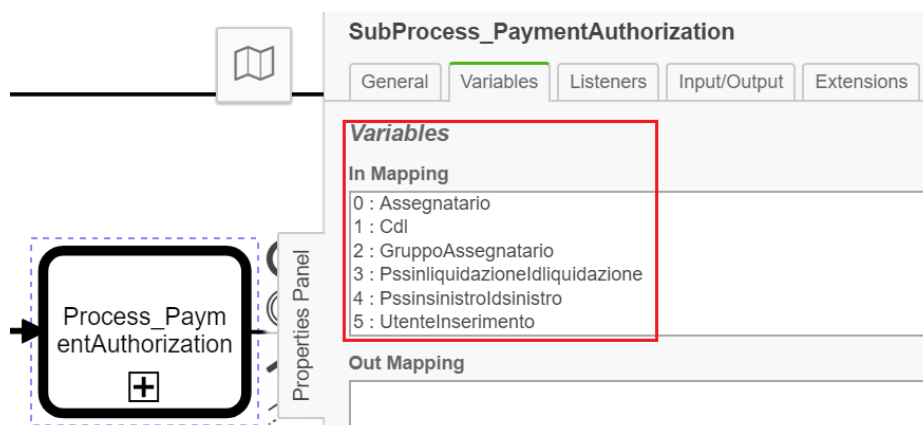 SubProcess_PaymentAuthorization
General
Variables
Listeners
Input/Output
Extensions
Variables
In Mapping
0 : Assegnatario
1 : Cdl
2 : GruppoAssegnatario
3 : PssinliquidazioneIdliquidazione
4 : PssinsinistroIdsinistro
5 : UtenteInserimento
Out Mapping
Process_Paym
entAuthorization
Properties Panel